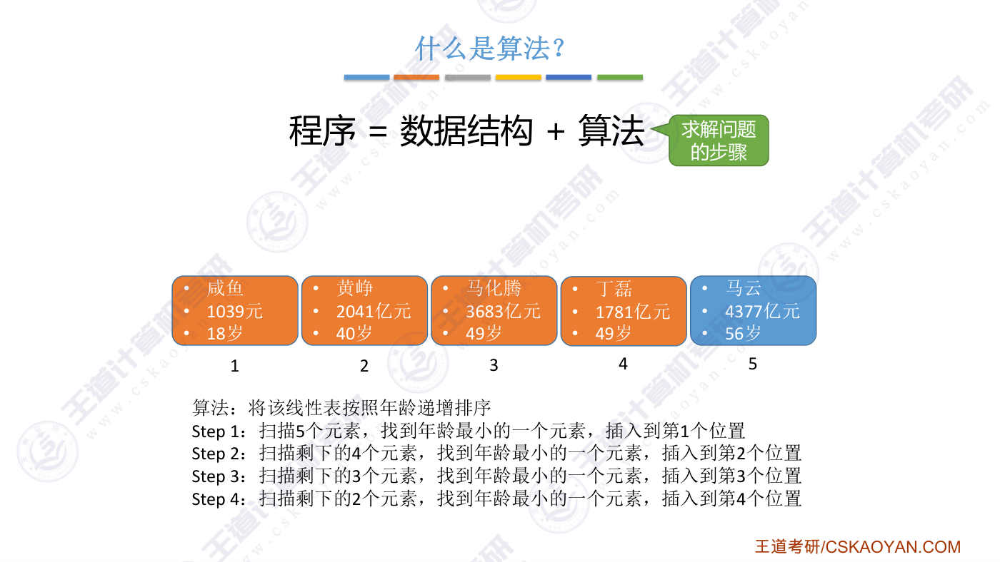 什么是算法？
程序 = 数据结构 + 算法
求解问题
的步骤
• 咸鱼
• 1039元
• 18岁
• 黄峥
• 2041亿元
• 40岁
• 马化腾
• 3683亿元
• 49岁
• 丁磊
• 1781亿元
• 49岁
• 马云
• 4377亿元
• 56岁
1
2
3
4
5
算法：将该线性表按照年龄递增排序
Step 1：扫描5个元素，找到年龄最小的一个元素，插入到第1个位置
Step 2：扫描剩下的4个元素，找到年龄最小的一个元素，插入到第2个位置
Step 3：扫描剩下的3个元素，找到年龄最小的一个元素，插入到第3个位置
Step 4：扫描剩下的2个元素，找到年龄最小的一个元素，插入到第4个位置
王道考研/CSKAOYAN.COM
王道计算机考研
www.cskaoyan.com